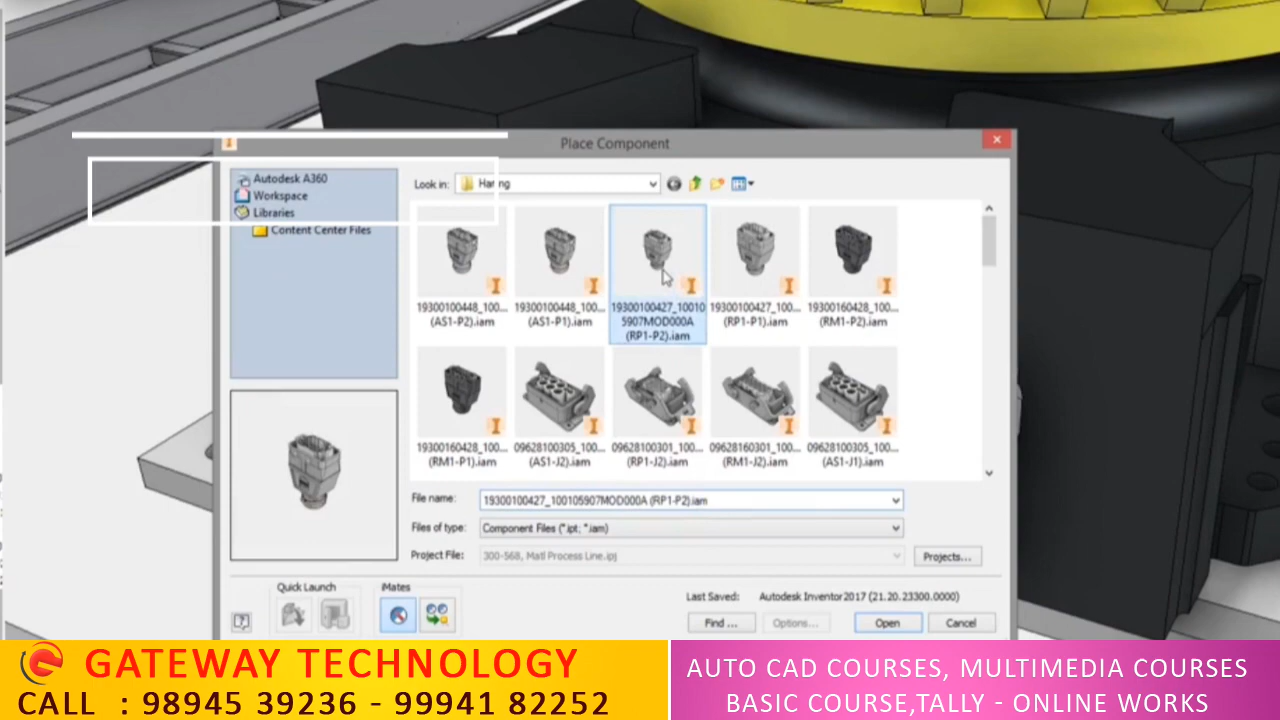 Place Component
Autodesk A360
Workspace
Libraries
Content Center Files
Look in:
19300100448_100...
(AS1-P2).iam
19300100448_100...
(AS1-P1).iam
19300100427_10010
5907MOD000A
(RP1-P2).iam
19300100427_100...
(RP1-P1).iam
19300160428_100...
(RM1-P2).iam
19300160428_100...
(RM1-P1).iam
09628100305_100...
(AS1-J2).iam
09628100301_100...
(RP1-J2).iam
09628160301_100...
(RM1-J2).iam
09628100305_100...
(AS1-J1).iam
File name: 19300100427_100105907MOD000A (RP1-P2).iam
Files of type: Component Files (*.ipt; *.iam)
Project File: 300-568, Matl Process Line.ipj Projects...
Quick Launch
iMates
Last Saved: Autodesk Inventor 2017 (21.20.23300.0000)
Find ... Options... Open Cancel
GATEWAY TECHNOLOGY
CALL : 98945 39236 - 99941 82252
AUTO CAD COURSES, MULTIMEDIA COURSES
BASIC COURSE,TALLY - ONLINE WORKS